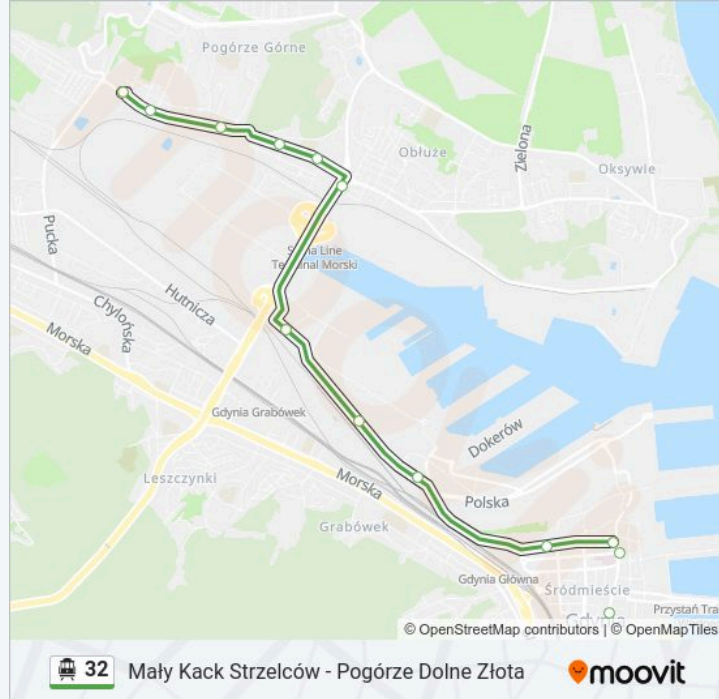 Pogórze Górne
Obłuże
Zielona
Oksywie
Pucka
Stena Line
Terminal Morski
Hutnicza
Chylońska
Morska
Gdynia Grabówek
Dokerów
Leszczynki
Morska
Polska
Grabówek
Gdynia Główna
Śródmieście
Przystań Tra
Gdynia
© OpenStreetMap contributors | © OpenMapTiles
32 Mały Kack Strzelców - Pogórze Dolne Złota moovit